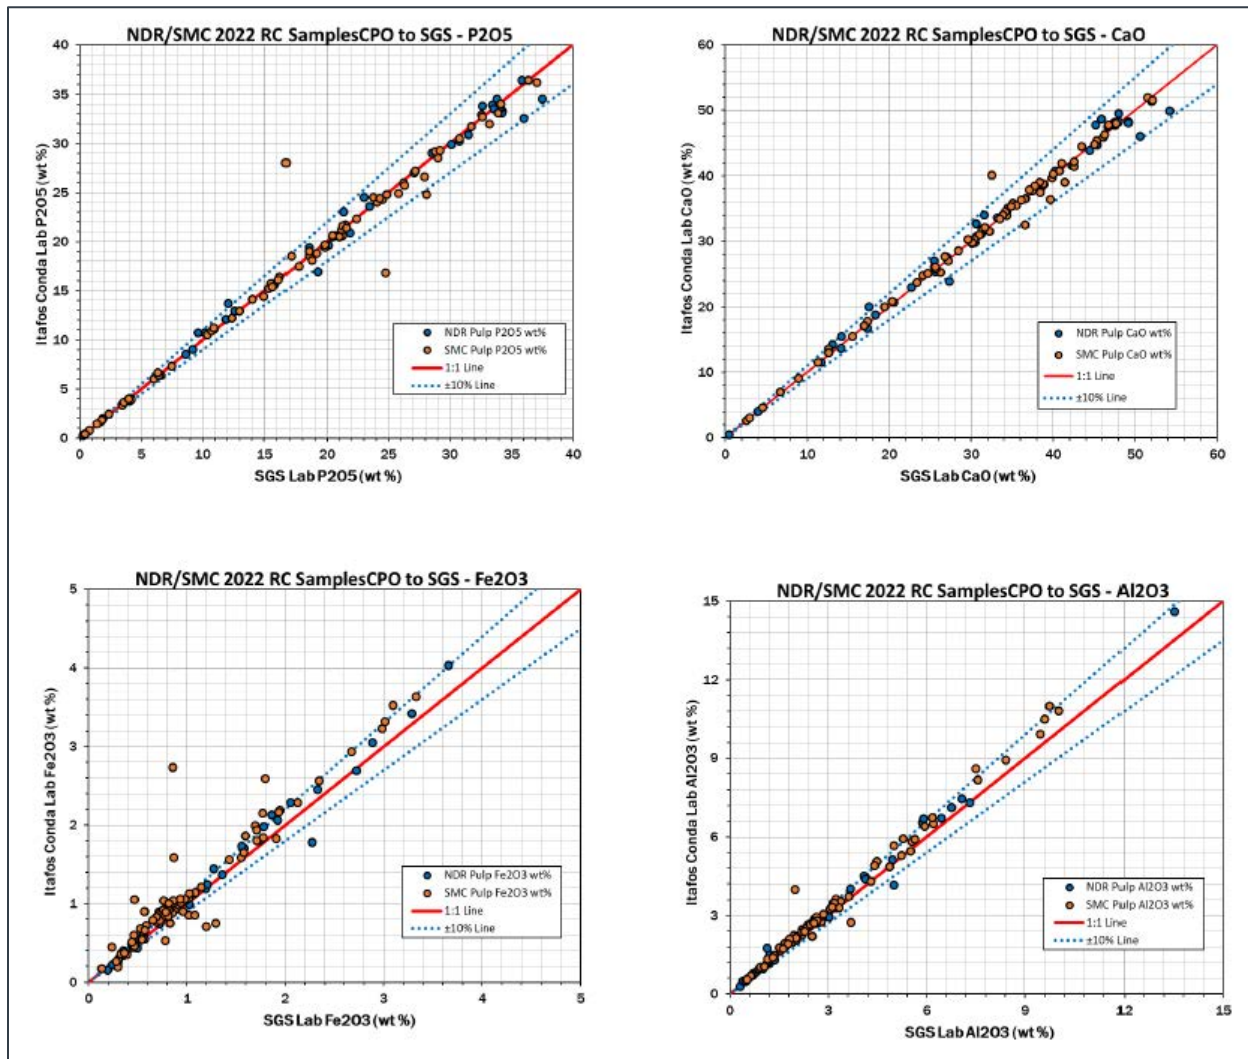 NDR/SMC 2022 RC SamplesCPO to SGS - P2O5
40
35
30
25
20
15
10
5
0
Itafos Conda Lab P2O5 (wt %)
NDR Pulp P2O5 wt%
SMC Pulp P2O5 wt%
1:1 Line
±10% Line
0
5
10
15
20
25
30
35
40
SGS Lab P2O5 (wt %)
NDR/SMC 2022 RC SamplesCPO to SGS - CaO
60
50
40
30
20
10
0
Itafos Conda Lab CaO (wt %)
NDR Pulp CaO wt%
SMC Pulp CaO wt%
1:1 Line
±10% Line
0
10
20
30
40
50
60
SGS Lab CaO (wt %)
NDR/SMC 2022 RC SamplesCPO to SGS - Fe2O3
5
4
3
2
1
0
Itafos Conda Lab Fe2O3 (wt %)
NDR Pulp Fe2O3 wt%
SMC Pulp Fe2O3 wt%
1:1 Line
±10% Line
0
1
2
3
4
5
SGS Lab Fe2O3 (wt %)
NDR/SMC 2022 RC SamplesCPO to SGS - Al2O3
15
12
9
6
3
0
Itafos Conda Lab Al2O3 (wt %)
NDR Pulp Al2O3 wt%
SMC Pulp Al2O3 wt%
1:1 Line
±10% Line
0
3
6
9
12
15
SGS Lab Al2O3 (wt %)